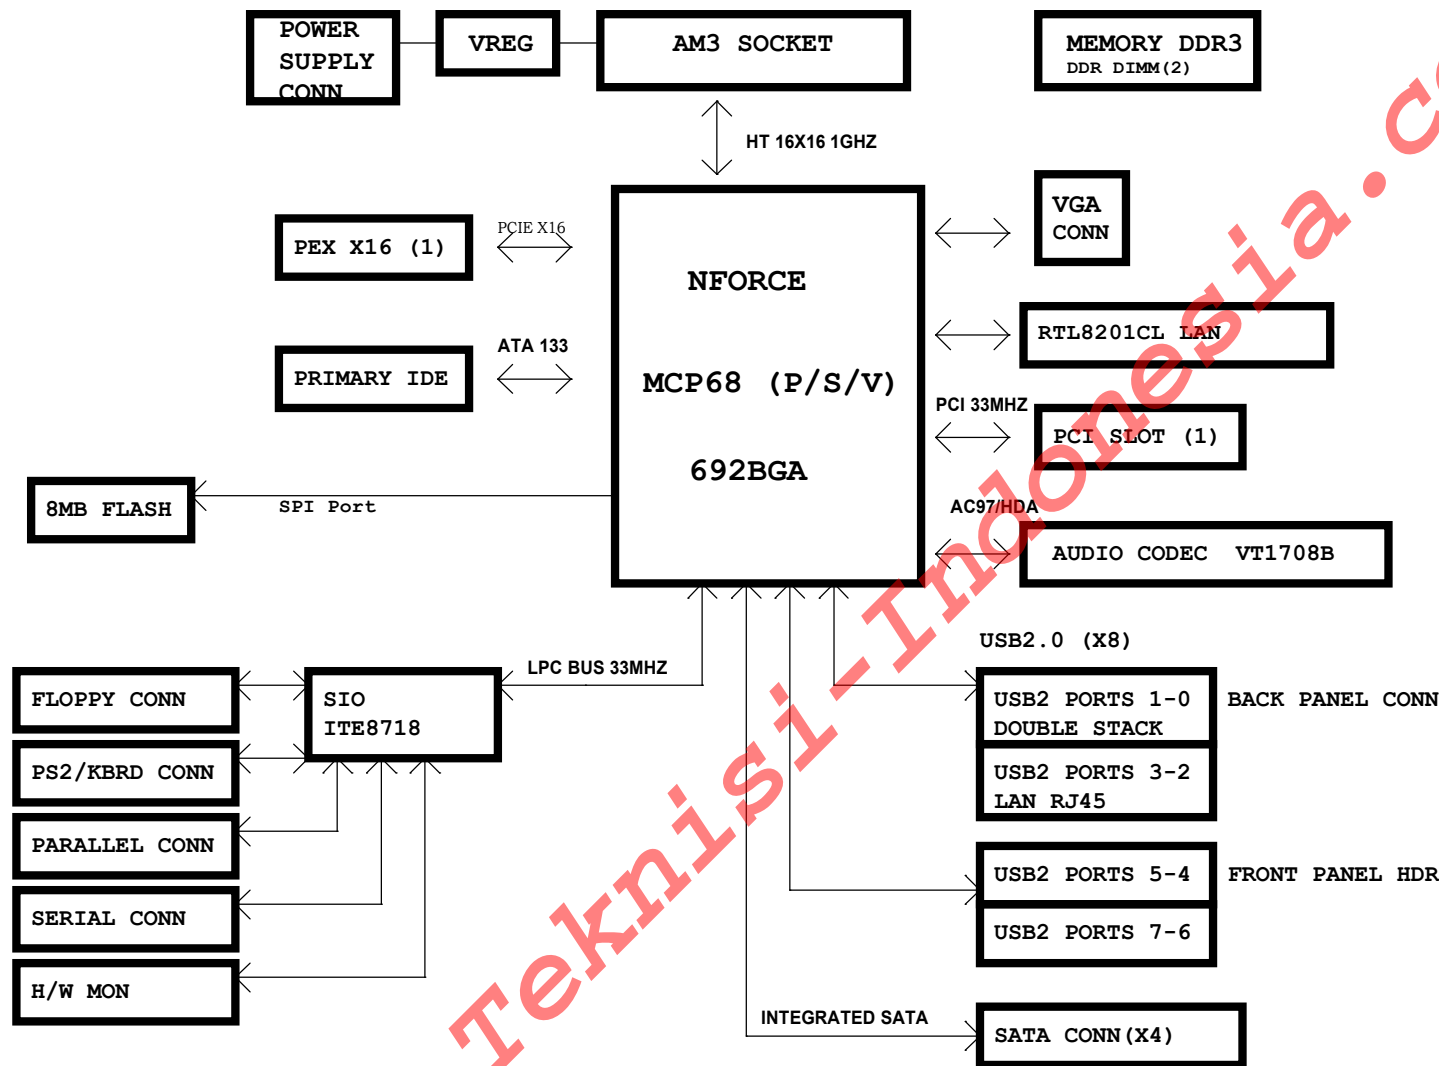 POWER
SUPPLY
CONN
VREG
AM3 SOCKET
MEMORY DDR3
DDR DIMM(2)
HT 16X16 1GHZ
VGA
CONN
PEX X16 (1)
PCIE X16
NFORCE
MCP68 (P/S/V)
692BGA
RTL8201CL LAN
PRIMARY IDE
ATA 133
PCI 33MHZ
PCI SLOT (1)
8MB FLASH
SPI Port
AC97/HDA
AUDIO CODEC VT1708B
USB2.0 (X8)
LPC BUS 33MHZ
FLOPPY CONN
SIO
ITE8718
USB2 PORTS 1-0
DOUBLE STACK
BACK PANEL CONN
PS2/KBRD CONN
USB2 PORTS 3-2
LAN RJ45
PARALLEL CONN
USB2 PORTS 5-4
FRONT PANEL HDR
SERIAL CONN
USB2 PORTS 7-6
H/W MON
INTEGRATED SATA
SATA CONN(X4)
Teknisi-Indonesia.c